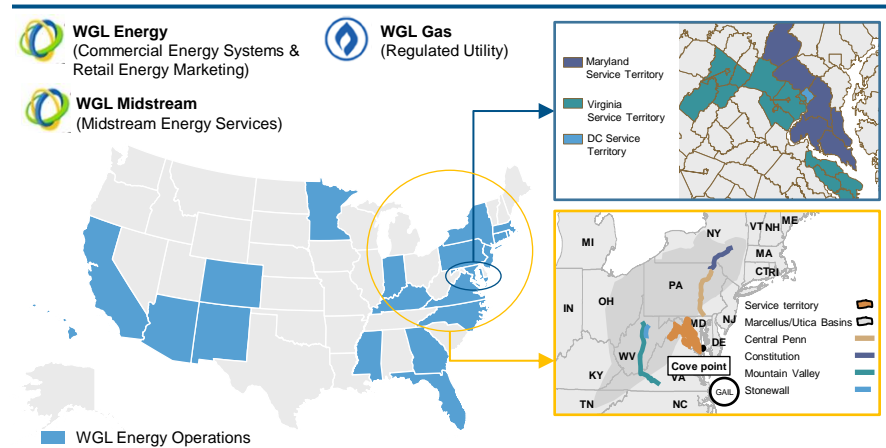 WGL Energy
(Commercial Energy Systems &
Retail Energy Marketing)
WGL Gas
(Regulated Utility)
WGL Midstream
(Midstream Energy Services)
Maryland
Service Territory
Virginia
Service Territory
DC Service
Territory
WGL Energy Operations
MI
NY
VT
NH
ME
MA
CT
RI
PA
OH
IN
NJ
MD
DE
WV
VA
KY
TN
NC
Cove point
GAIL
Service territory
Marcellus/Utica Basins
Central Penn
Constitution
Mountain Valley
Stonewall